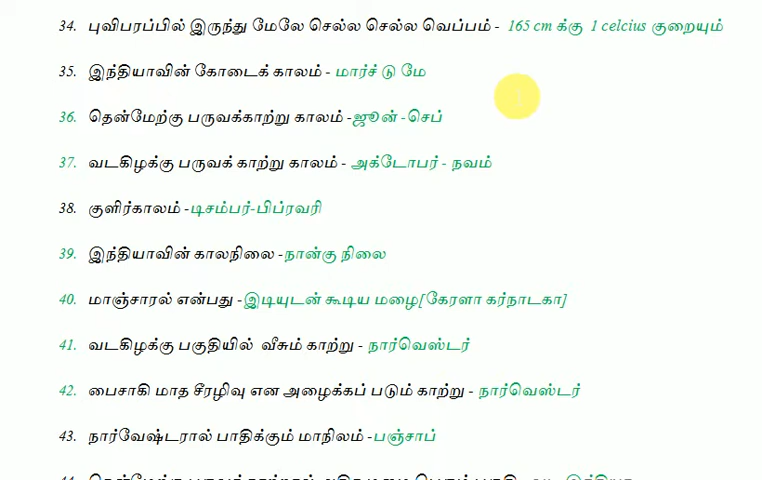 34. புவிபரப்பில் இருந்து மேலே செல்ல செல்ல வெப்பம் - 165 cm க்கு 1 celcius குறையும்
35. இந்தியாவின் கோடைக் காலம் - மார்ச் டு மே
36. தென்மேற்கு பருவக்காற்று காலம் -ஜூன் -செப்
37. வடகிழக்கு பருவக் காற்று காலம் - அக்டோபர் - நவம்
38. குளிர்காலம் -டிசம்பர்-பிப்ரவரி
39. இந்தியாவின் காலநிலை -நான்கு நிலை
40. மாஞ்சாரல் என்பது -இடியுடன் கூடிய மழை[கேரளா கர்நாடகா]
41. வடகிழக்கு பகுதியில் வீசும் காற்று - நார்வெஸ்டர்
42. பைசாகி மாத சீரழிவு என அழைக்கப் படும் காற்று - நார்வெஸ்டர்
43. நார்வேஷ்டரால் பாதிக்கும் மாநிலம் -பஞ்சாப்